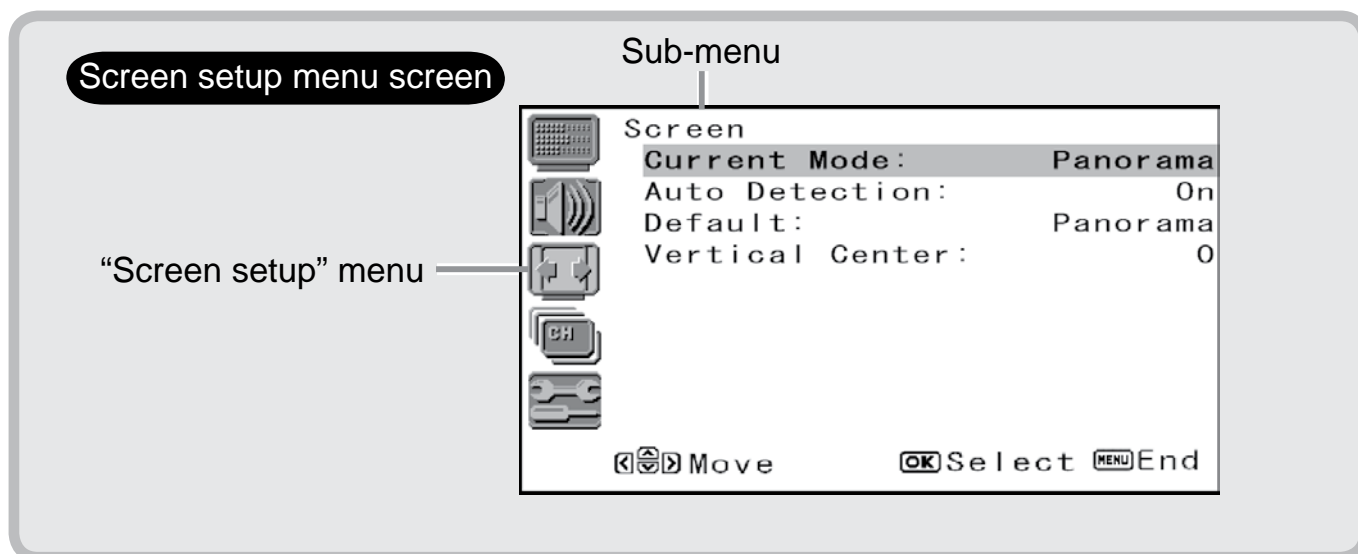 Screen setup menu screen
Sub-menu
Screen
Current Mode: Panorama
Auto Detection: On
Default: Panorama
Vertical Center: 0
“Screen setup” menu
CH
Move OK Select MENU End